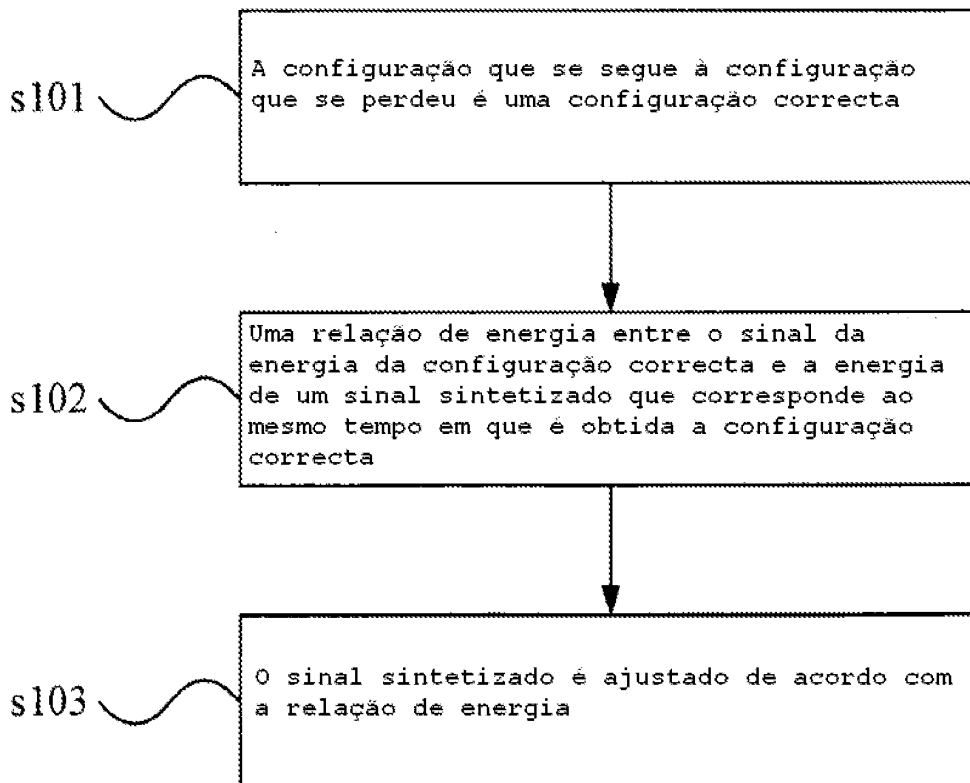 s101
A configuração que se segue à configuração
que se perdeu é uma configuração correcta
s102
Uma relação de energia entre o sinal da
energia da configuração correcta e a energia
de um sinal sintetizado que corresponde ao
mesmo tempo em que é obtida a configuração
correcta
s103
O sinal sintetizado é ajustado de acordo com
a relação de energia